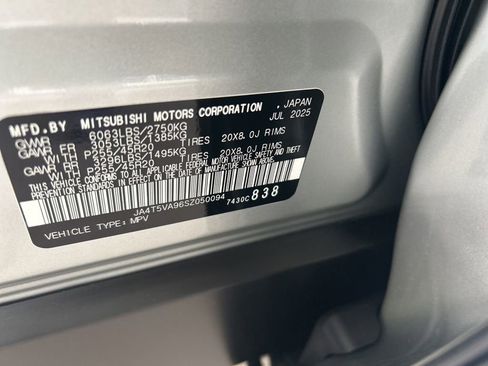 MFD.BY MITSUBISHI MOTORS CORPORATION , JAPAN
GVWR 6063LBS/2750KG JUL 2025
GAWR FR 3053LBS/1385KG
WITH P255/45R20 TIRES 20X8.0J RIMS
GAWR RR 3296LBS/1495KG
WITH P255/45R20 TIRES 20X8.0J RIMS
THIS VEHICLE CONFORMS TO ALL APPLICABLE FEDERAL MOTOR VEHICLE SAFETY AND
THEFT PREVENTION STANDARDS IN EFFECT ON THE DATE OF MANUFACTURE SHOWN ABOVE.
JA4T5VA96SZ050094 7430C 838
VEHICLE TYPE: MPV